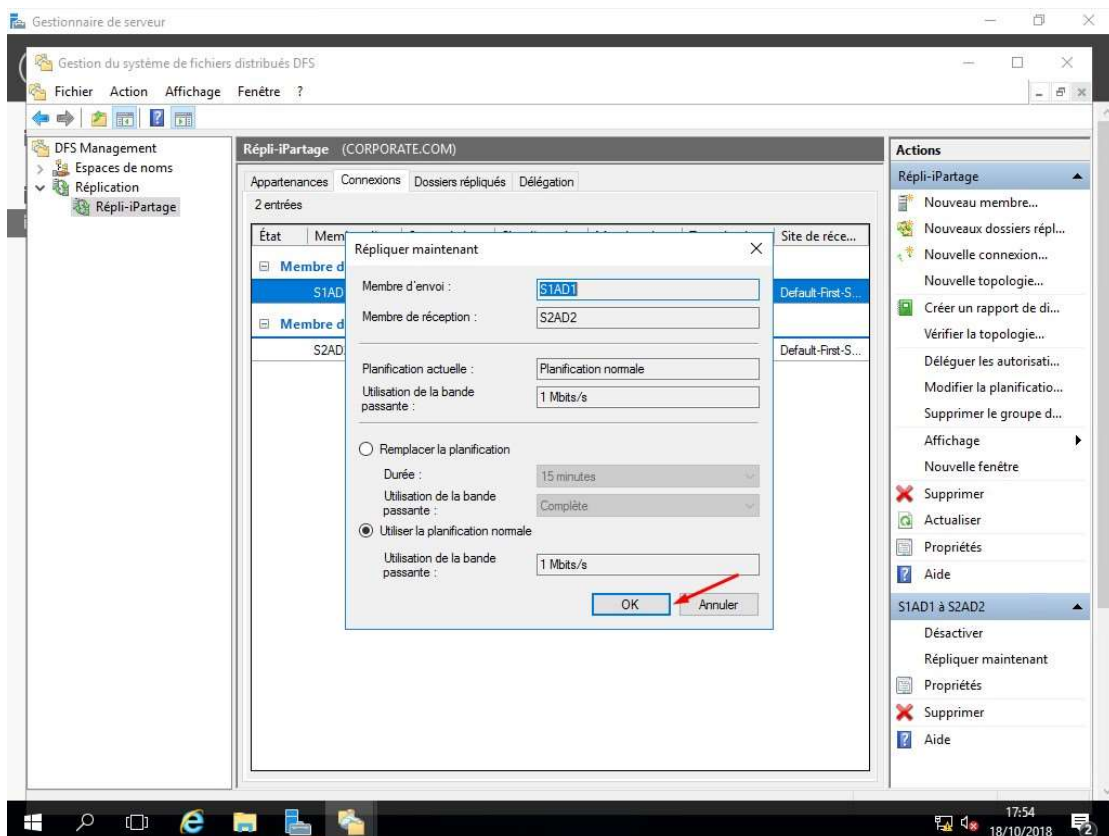 Gestionnaire de serveur
Gestion du système de fichiers distribués DFS
Fichier Action Affichage Fenêtre ?
DFS Management
Espaces de noms
Réplication
Répli-iPartage
Répli-iPartage (CORPORATE.COM)
Appartenances Connexions Dossiers répliqués Délégation
2 entrées
État Mem Site de réce...
Membre d
S1AD Default-First-S...
Membre d
S2AD Default-First-S...
Répliquer maintenant
Membre d'envoi : S1AD1
Membre de réception : S2AD2
Planification actuelle : Planification normale
Utilisation de la bande
passante : 1 Mbits/s
Remplacer la planification
Durée : 15 minutes
Utilisation de la bande
passante : Complète
Utiliser la planification normale
Utilisation de la bande
passante : 1 Mbits/s
OK Annuler
Actions
Répli-iPartage
Nouveau membre...
Nouveaux dossiers répl...
Nouvelle connexion...
Nouvelle topologie...
Créer un rapport de di...
Vérifier la topologie...
Déléguer les autorisati...
Modifier la planificatio...
Supprimer le groupe d...
Affichage
Nouvelle fenêtre
Supprimer
Actualiser
Propriétés
Aide
S1AD1 à S2AD2
Désactiver
Répliquer maintenant
Propriétés
Supprimer
Aide
17:54
18/10/2018
2